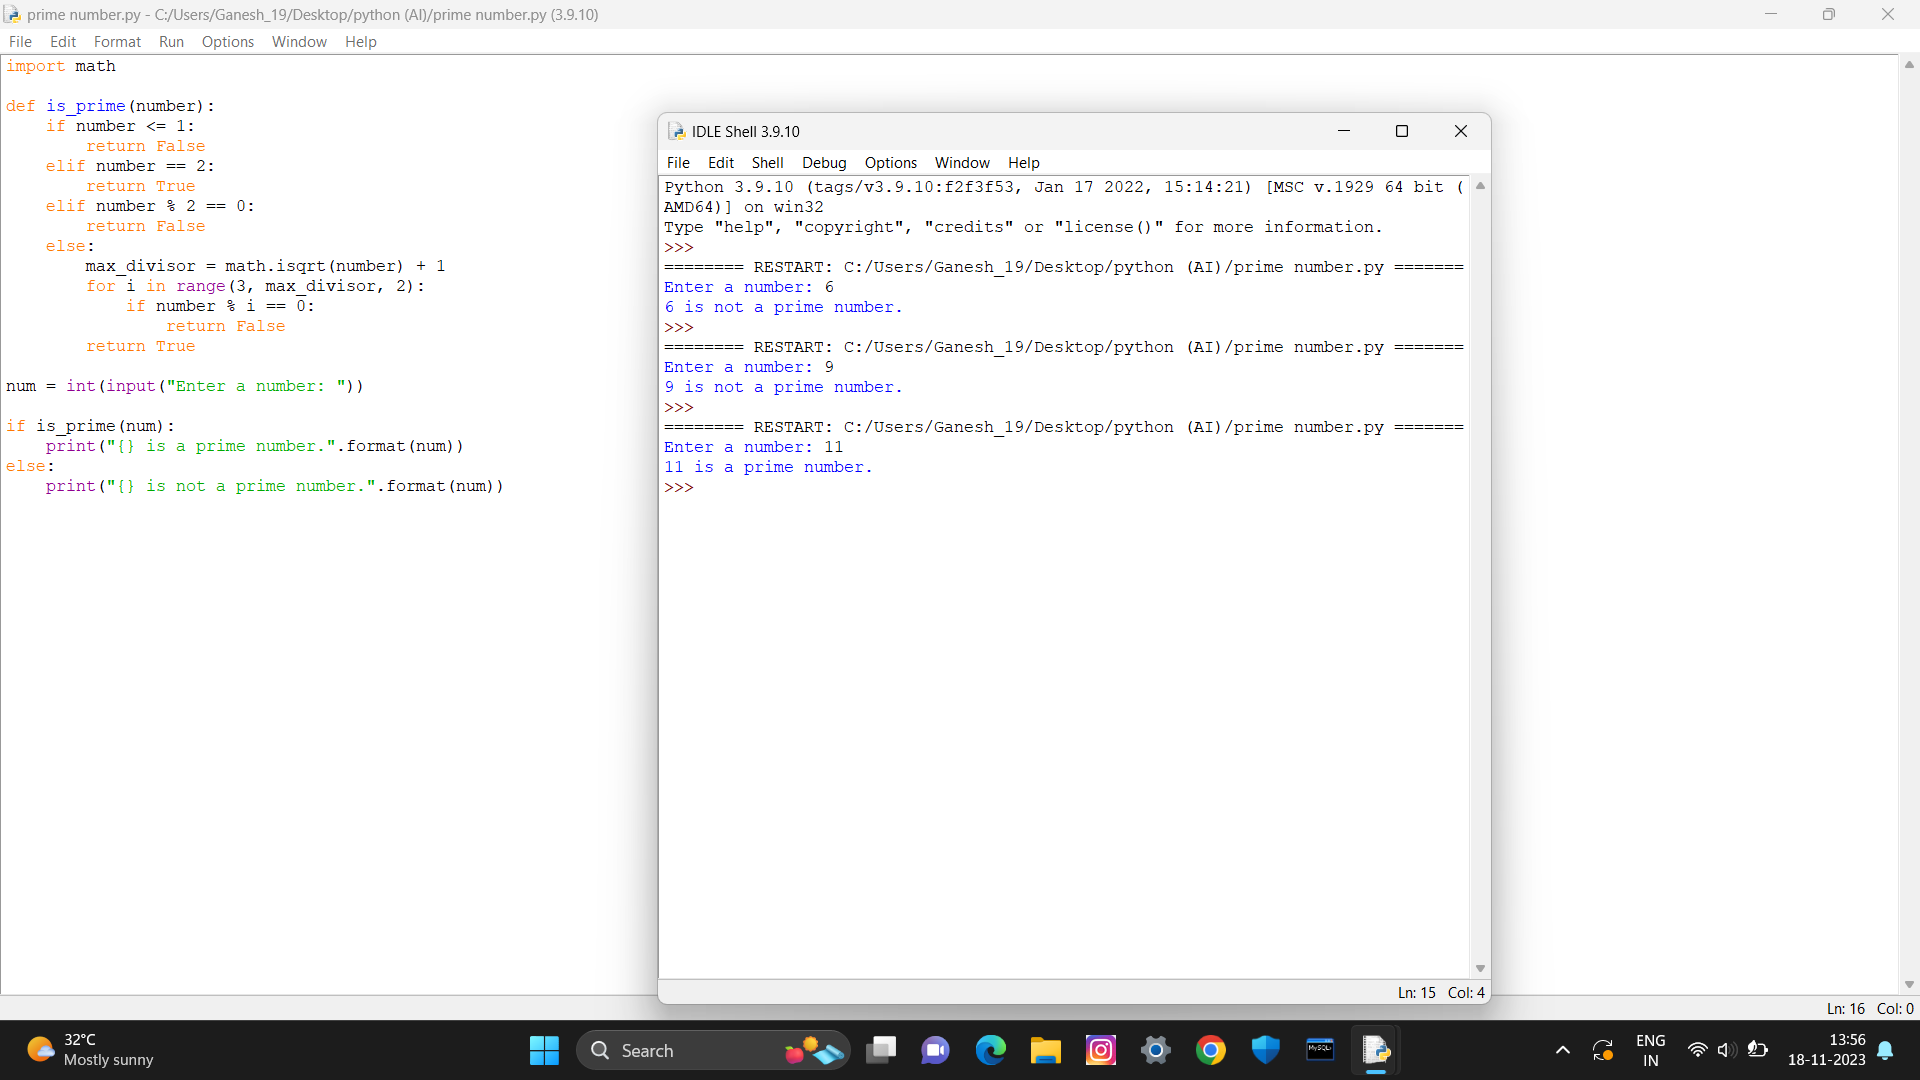 prime number.py - C:/Users/Ganesh_19/Desktop/python (AI)/prime number.py (3.9.10)
File Edit Format Run Options Window Help
import math

def is_prime(number):
    if number <= 1:
        return False
    elif number == 2:
        return True
    elif number % 2 == 0:
        return False
    else:
        max_divisor = math.isqrt(number) + 1
        for i in range(3, max_divisor, 2):
            if number % i == 0:
                return False
        return True

num = int(input("Enter a number: "))

if is_prime(num):
    print("{} is a prime number.".format(num))
else:
    print("{} is not a prime number.".format(num))
IDLE Shell 3.9.10
File Edit Shell Debug Options Window Help
Python 3.9.10 (tags/v3.9.10:f2f3f53, Jan 17 2022, 15:14:21) [MSC v.1929 64 bit (
AMD64)] on win32
Type "help", "copyright", "credits" or "license()" for more information.
>>>
======== RESTART: C:/Users/Ganesh_19/Desktop/python (AI)/prime number.py =======
Enter a number: 6
6 is not a prime number.
>>>
======== RESTART: C:/Users/Ganesh_19/Desktop/python (AI)/prime number.py =======
Enter a number: 9
9 is not a prime number.
>>>
======== RESTART: C:/Users/Ganesh_19/Desktop/python (AI)/prime number.py =======
Enter a number: 11
11 is a prime number.
>>>
Ln: 15 Col: 4
Ln: 16 Col: 0
32°C
Mostly sunny
Search
MySQL
ENG
IN
13:56
18-11-2023